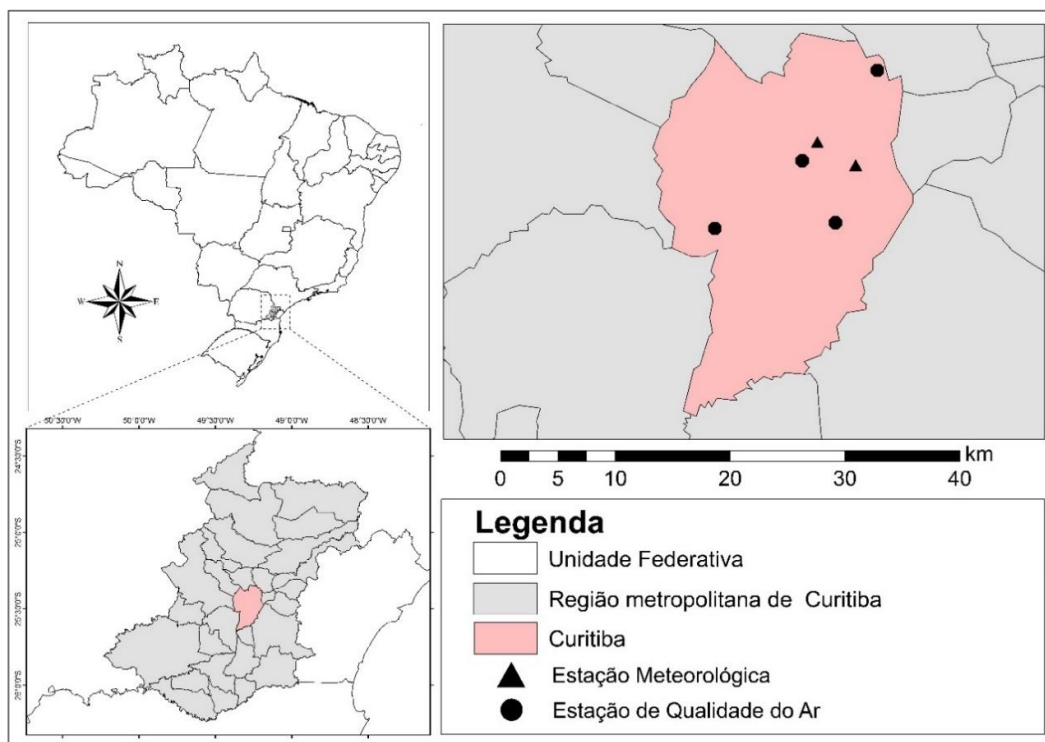 N
W
E
S
50°30'0"W 50°0'0"W 49°30'0"W 49°0'0"W 48°30'0"W
24°30'0"S
25°0'0"S
25°30'0"S
26°0'0"S
km
0 5 10 20 30 40
Legenda
Unidade Federativa
Região metropolitana de Curitiba
Curitiba
Estação Meteorológica
Estação de Qualidade do Ar